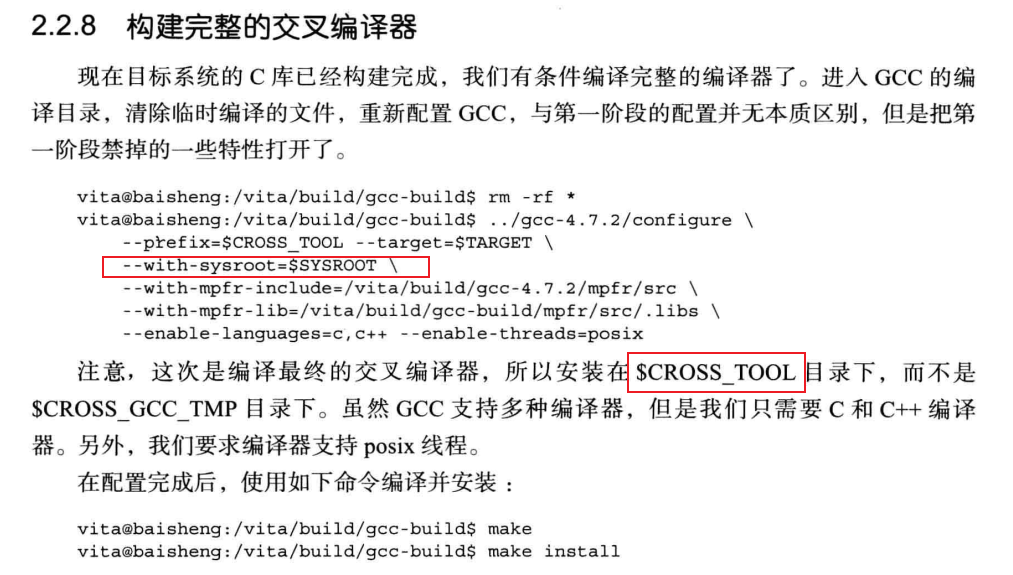 2.2.8 构建完整的交叉编译器
现在目标系统的 C 库已经构建完成，我们有条件编译完整的编译器了。进入 GCC 的编
译目录，清除临时编译的文件，重新配置 GCC，与第一阶段的配置并无本质区别，但是把第
一阶段禁掉的一些特性打开了。
vita@baisheng:/vita/build/gcc-build$ rm -rf *
vita@baisheng:/vita/build/gcc-build$ ../gcc-4.7.2/configure \
--prefix=$CROSS_TOOL --target=$TARGET \
--with-sysroot=$SYSROOT \
--with-mpfr-include=/vita/build/gcc-4.7.2/mpfr/src \
--with-mpfr-lib=/vita/build/gcc-build/mpfr/src/.libs \
--enable-languages=c,c++ --enable-threads=posix
注意，这次是编译最终的交叉编译器，所以安装在 $CROSS_TOOL 目录下，而不是
$CROSS_GCC_TMP 目录下。虽然 GCC 支持多种编译器，但是我们只需要 C 和 C++ 编译
器。另外，我们要求编译器支持 posix 线程。
在配置完成后，使用如下命令编译并安装：
vita@baisheng:/vita/build/gcc-build$ make
vita@baisheng:/vita/build/gcc-build$ make install